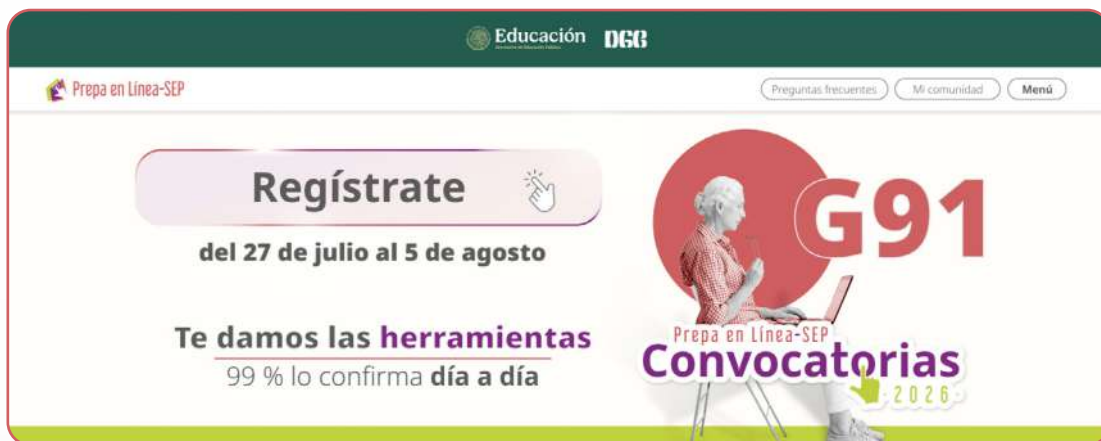 Educación
DGB
Prepa en Línea-SEP
Preguntas frecuentes
Mi comunidad
Menú
Regístrate
del 27 de julio al 5 de agosto
Te damos las herramientas
99 % lo confirma día a día
G91
Prepa en Línea-SEP
Convocatorias
2026